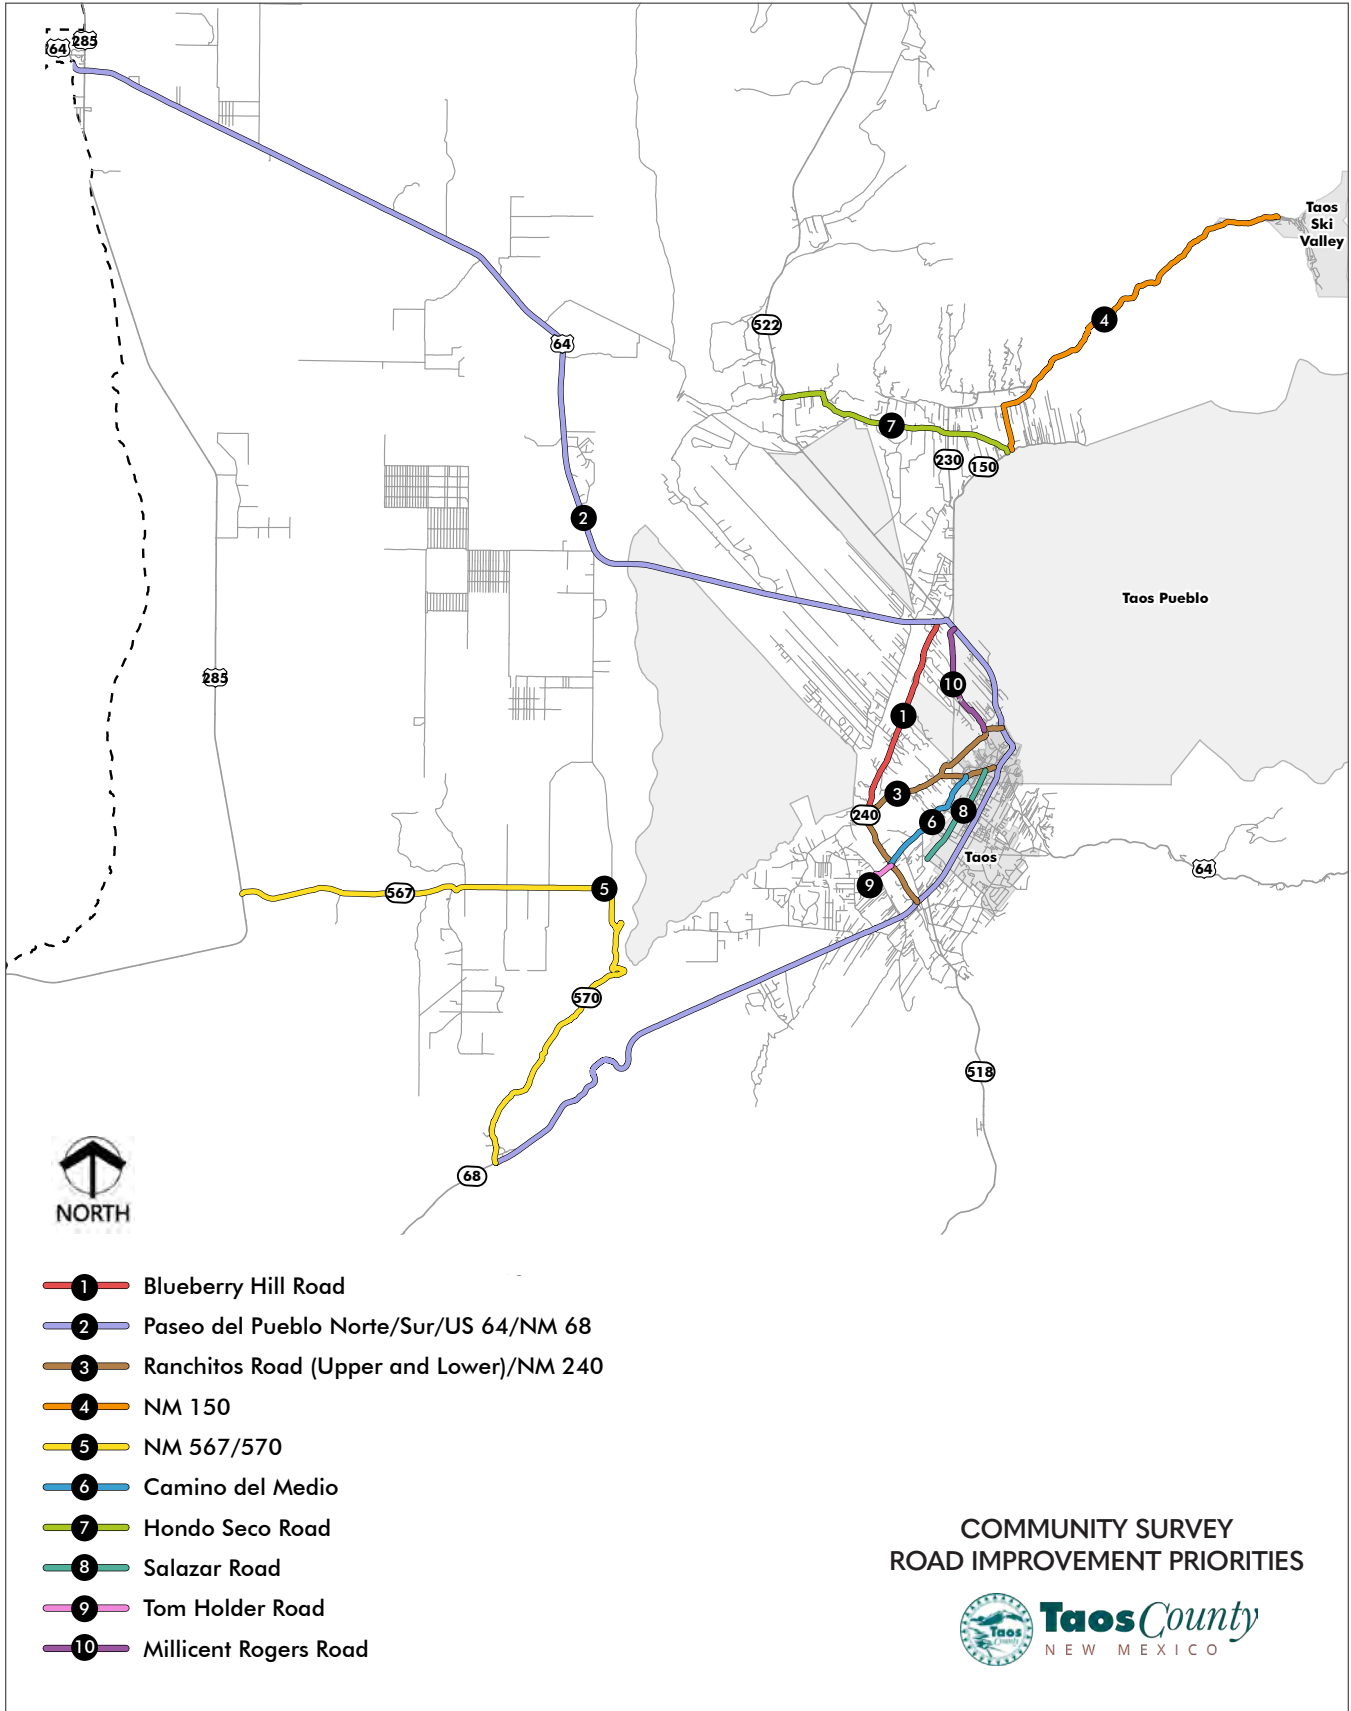 64
285
Taos
Ski
Valley
522
4
64
7
230
150
2
Taos Pueblo
285
10
1
3
240
6
8
Taos
64
9
567
5
570
518
68
NORTH
1 Blueberry Hill Road
2 Paseo del Pueblo Norte/Sur/US 64/NM 68
3 Ranchitos Road (Upper and Lower)/NM 240
4 NM 150
5 NM 567/570
6 Camino del Medio
7 Hondo Seco Road
8 Salazar Road
9 Tom Holder Road
10 Millicent Rogers Road
COMMUNITY SURVEY
ROAD IMPROVEMENT PRIORITIES
Taos
County
Taos County
NEW MEXICO